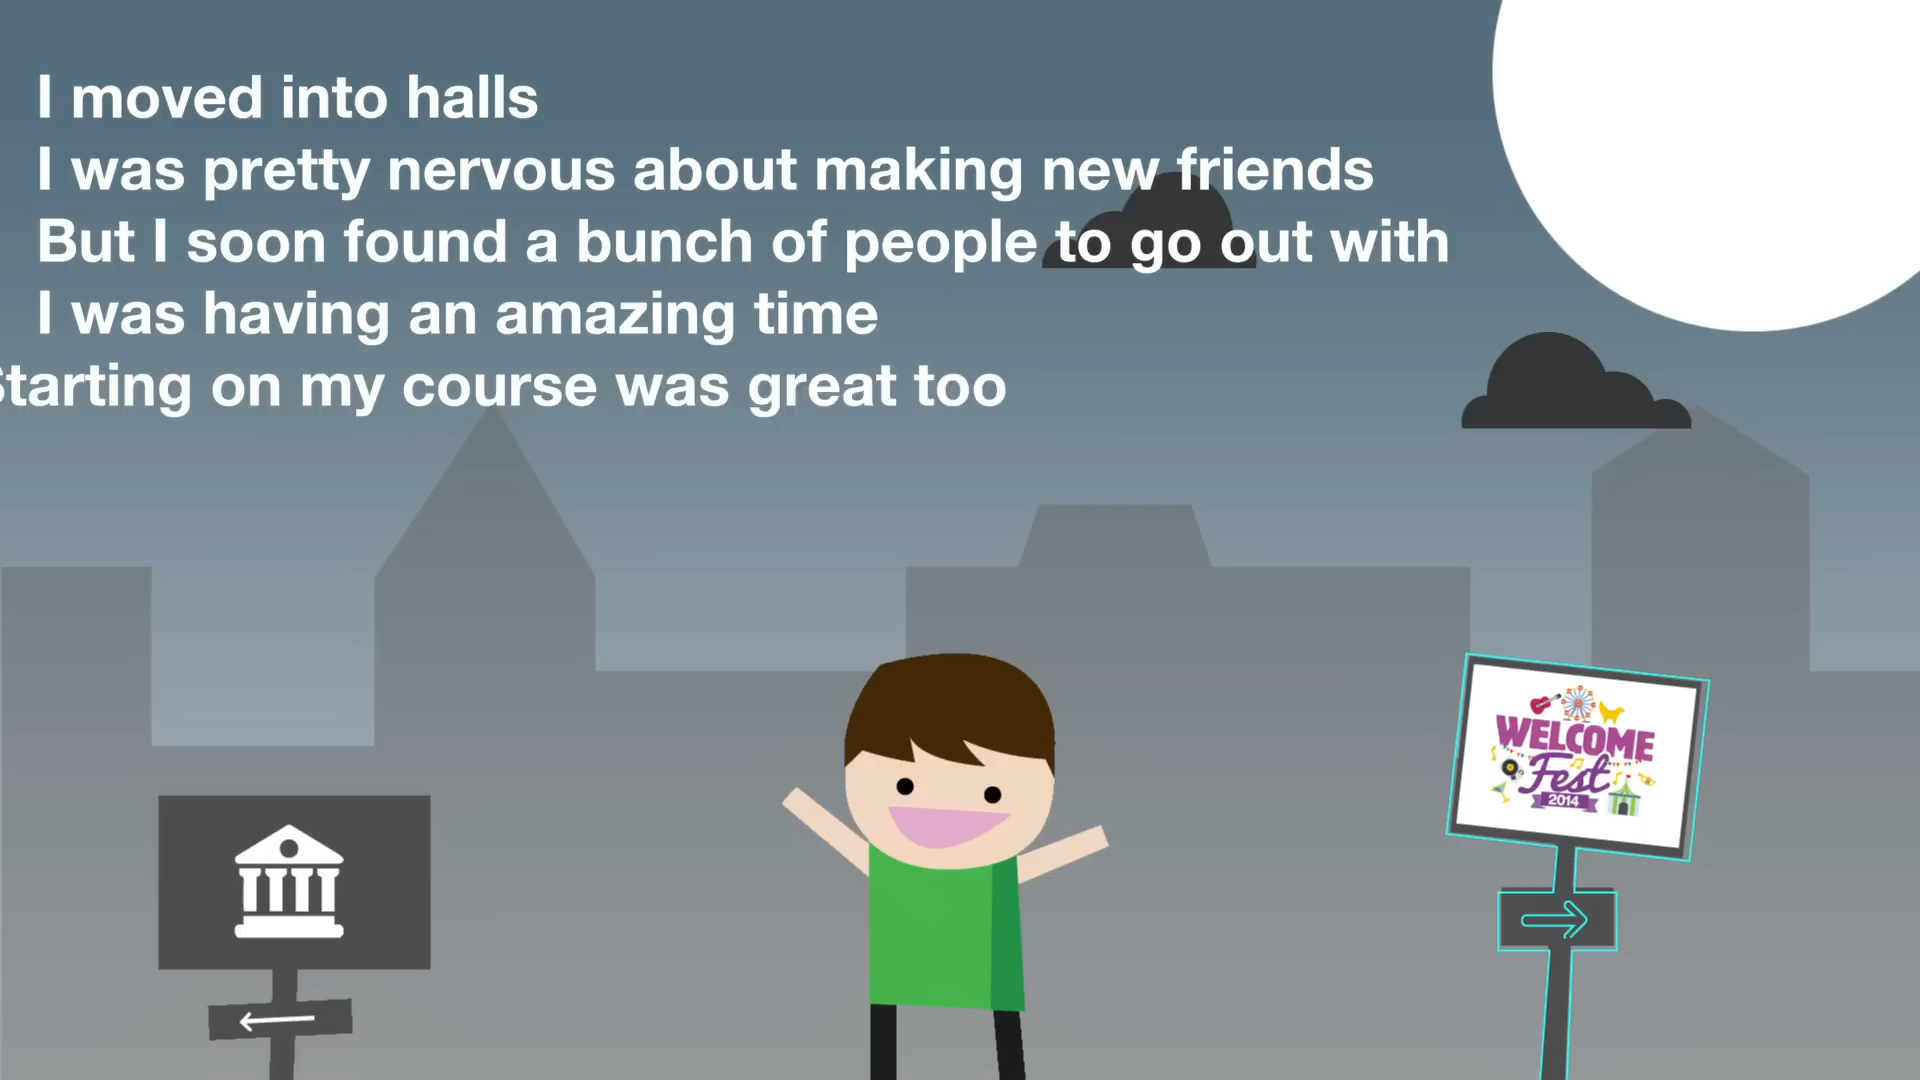 I moved into halls
I was pretty nervous about making new friends
But I soon found a bunch of people to go out with
I was having an amazing time
Starting on my course was great too
WELCOME
Fest
2014